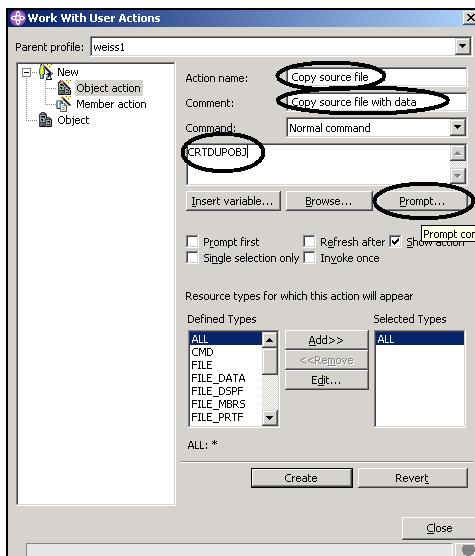 Work With User Actions
Parent profile: weiss1
New
Object action
Member action
Object
Action name: Copy source file
Comment: Copy source file with data
Command: Normal command
CRTDUPOBJ
Insert variable... Browse... Prompt...
Prompt
Prompt first Refresh after Show action
Single selection only Invoke once
Resource types for which this action will appear
Defined Types Selected Types
ALL Add>> ALL
CMD
FILE <<Remove
FILE_DATA Edit...
FILE_DSPF
FILE_MBRS
FILE_PRTF
ALL: *
Create Revert
Close